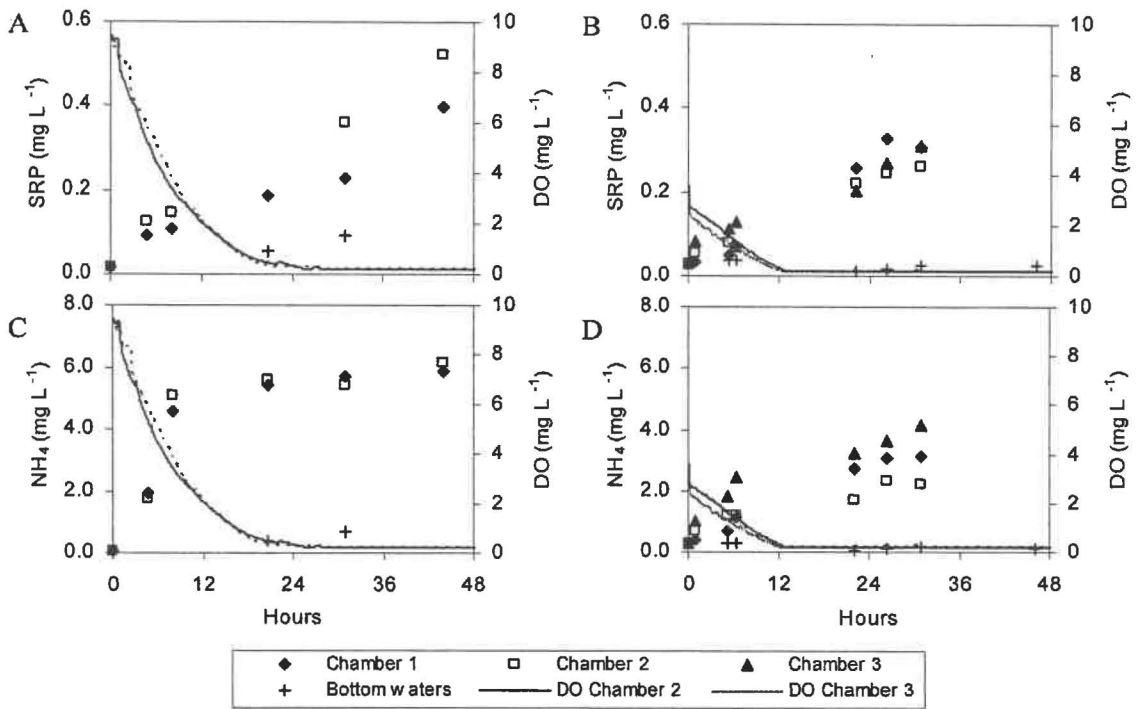 A
0.6
0.4
0.2
0.0
SRP (mg L⁻¹)
10
8
6
4
2
0
DO (mg L⁻¹)
B
0.6
0.4
0.2
0.0
SRP (mg L⁻¹)
10
8
6
4
2
0
DO (mg L⁻¹)
C
8.0
6.0
4.0
2.0
0.0
NH₄ (mg L⁻¹)
10
8
6
4
2
0
DO (mg L⁻¹)
0 12 24 36 48
Hours
D
8.0
6.0
4.0
2.0
0.0
NH₄ (mg L⁻¹)
10
8
6
4
2
0
DO (mg L⁻¹)
0 12 24 36 48
Hours
Chamber 1 Chamber 2 Chamber 3
Bottom waters DO Chamber 2 DO Chamber 3